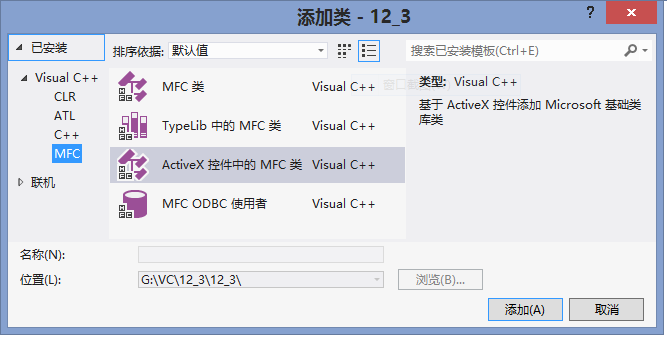 添加类 - 12_3
?
已安装
排序依据: 默认值
搜索已安装模板(Ctrl+E)
Visual C++
CLR
ATL
C++
MFC
联机
MFC 类 Visual C++
TypeLib 中的 MFC 类 Visual C++
ActiveX 控件中的 MFC 类 Visual C++
MFC ODBC 使用者 Visual C++
类型: Visual C++
基于 ActiveX 控件添加 Microsoft 基础类
库类
名称(N):
位置(L): G:\VC\12_3\12_3\
浏览(B)...
添加(A) 取消